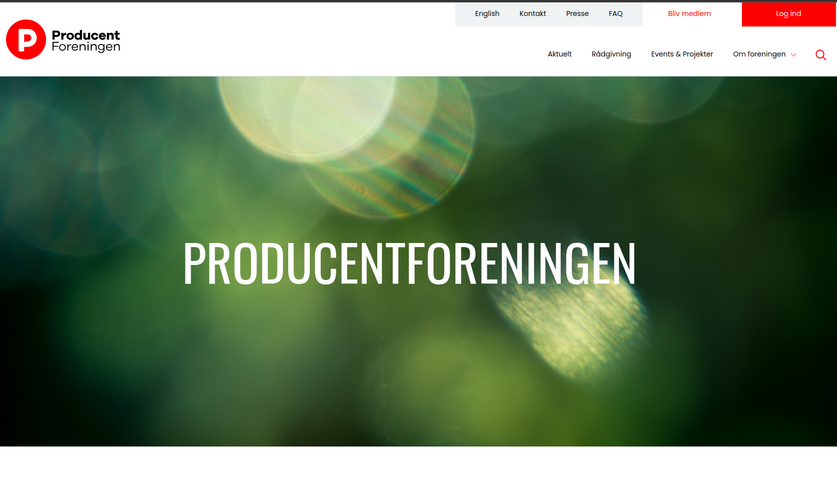 English Kontakt Presse FAQ Bliv medlem Log ind
P Producent
Foreningen
Aktuelt Rådgivning Events & Projekter Om foreningen
PRODUCENTFORENINGEN